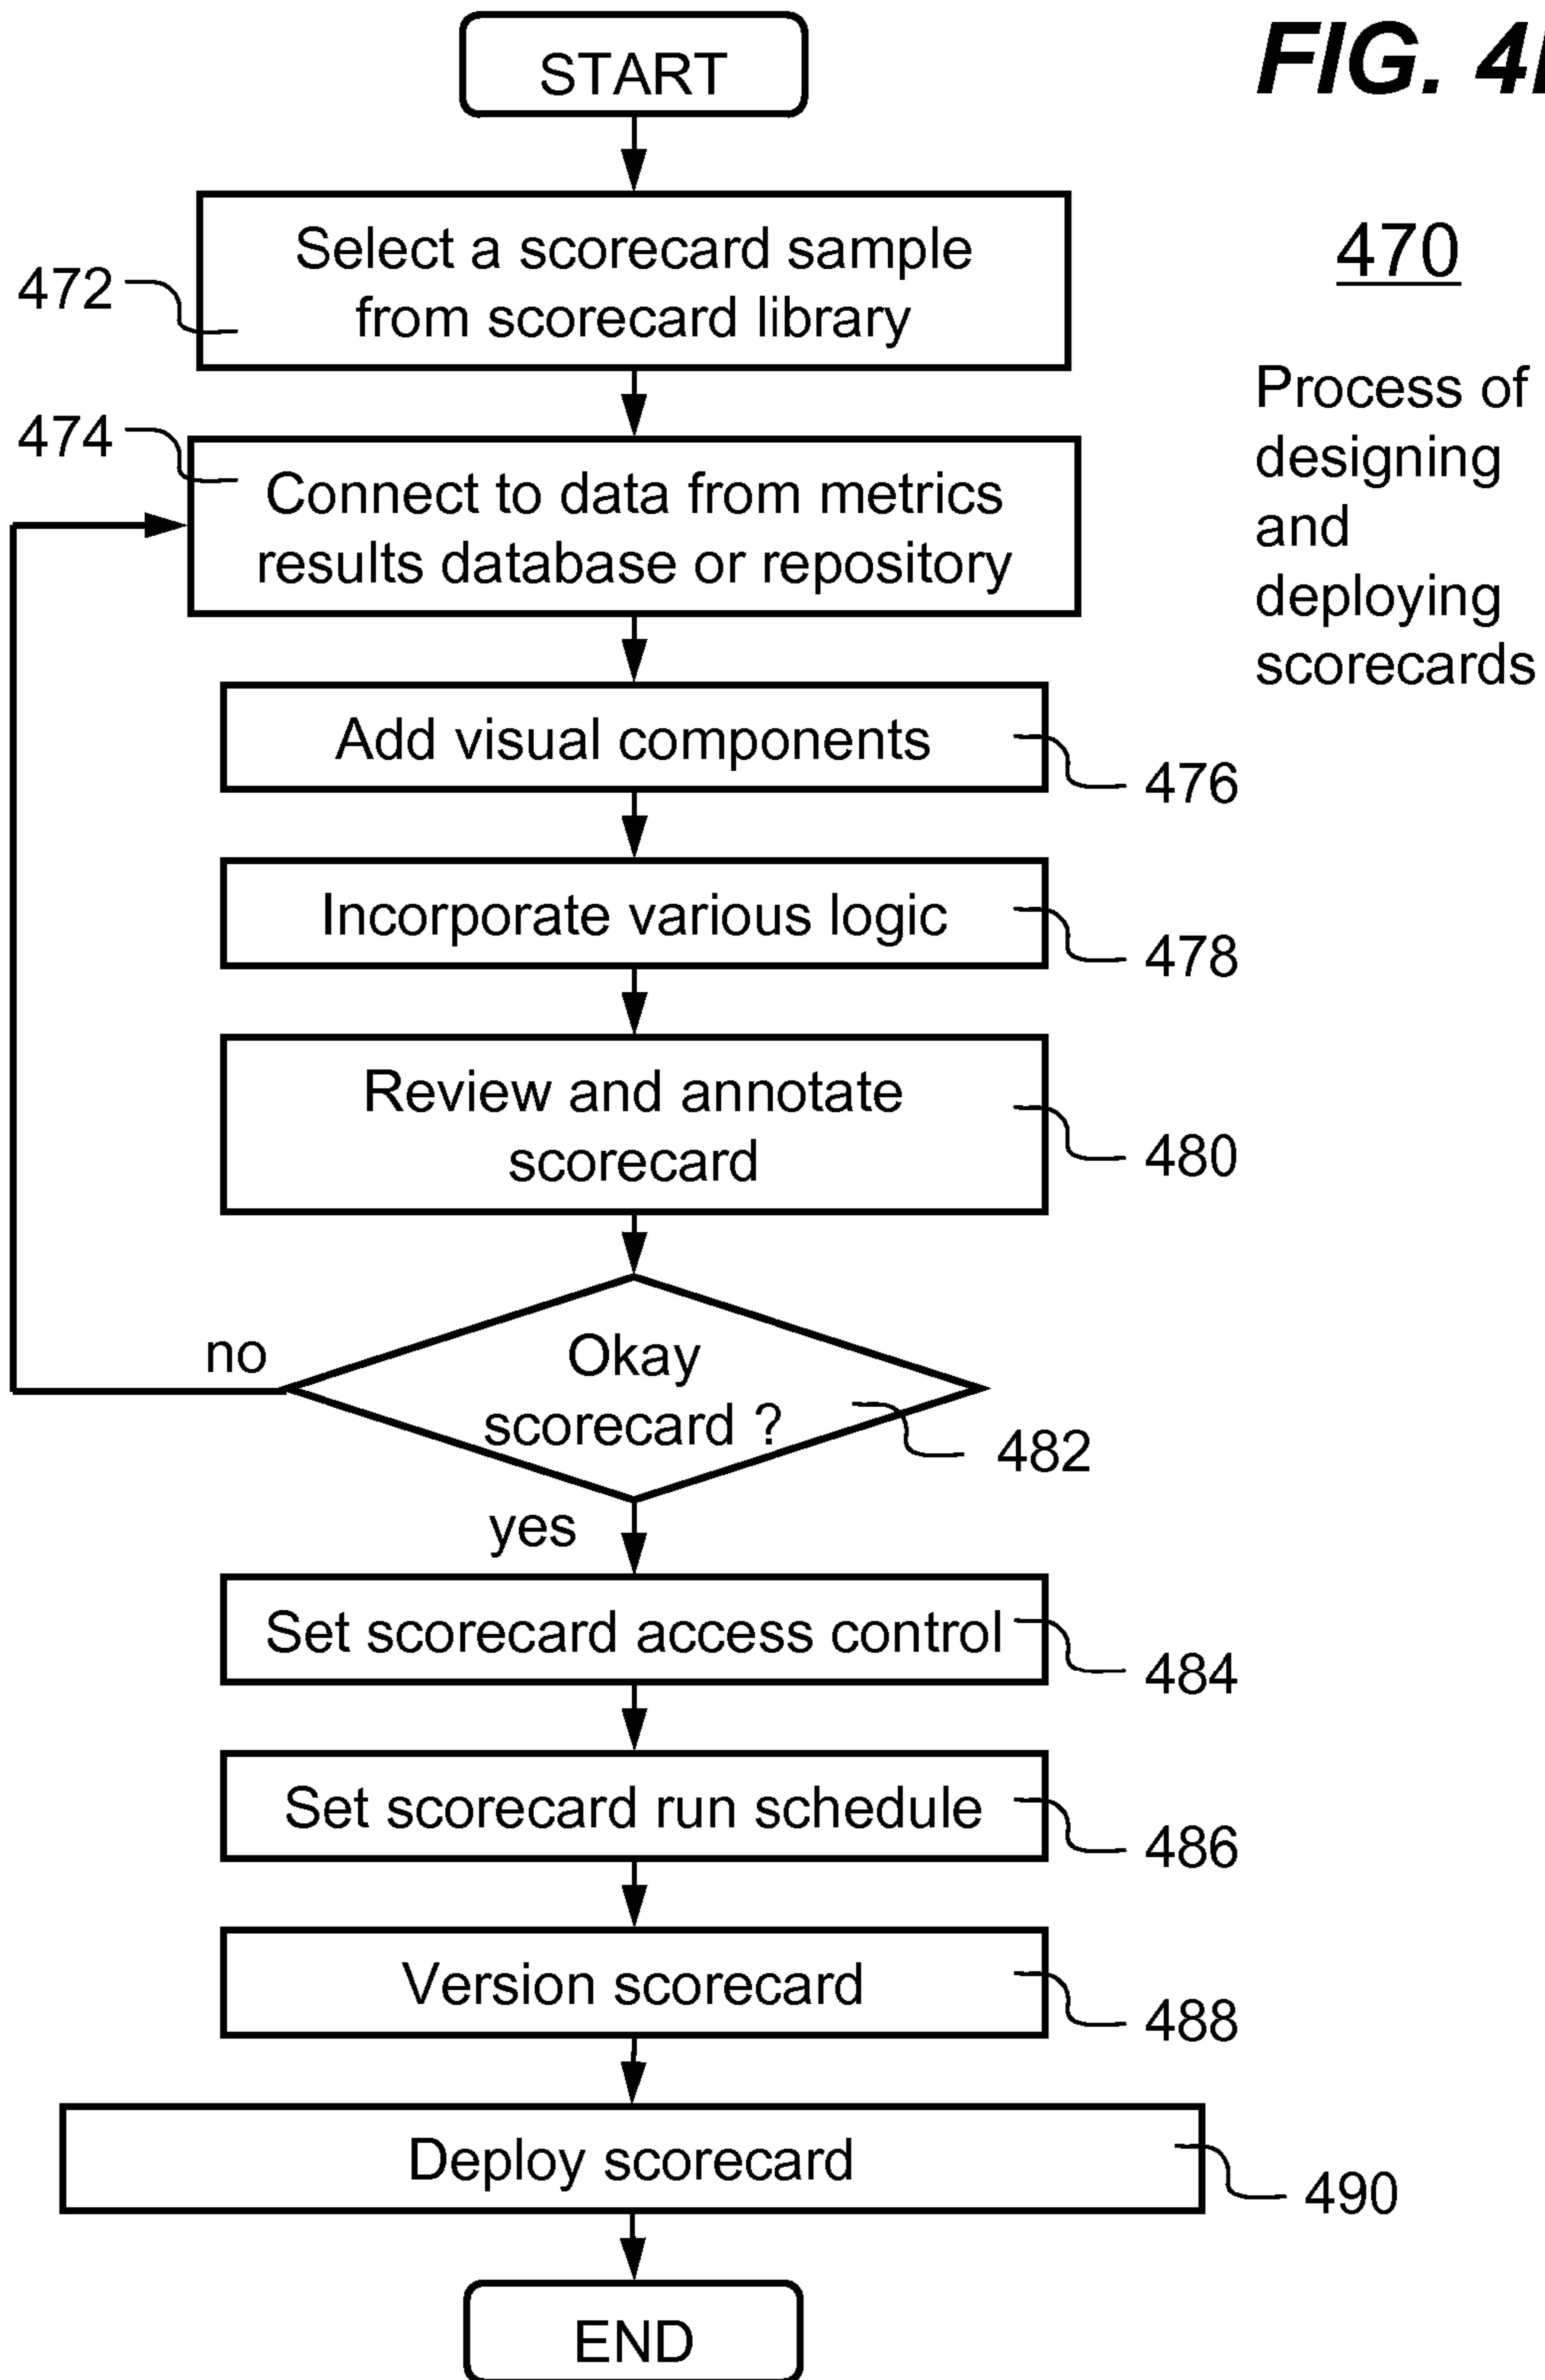 START
FIG. 4
470
Process of
designing
and
deploying
scorecards
Select a scorecard sample
from scorecard library
472
474
Connect to data from metrics
results database or repository
Add visual components
476
Incorporate various logic
478
Review and annotate
scorecard
480
no
Okay
scorecard ?
482
yes
Set scorecard access control
484
Set scorecard run schedule
486
Version scorecard
488
Deploy scorecard
490
END